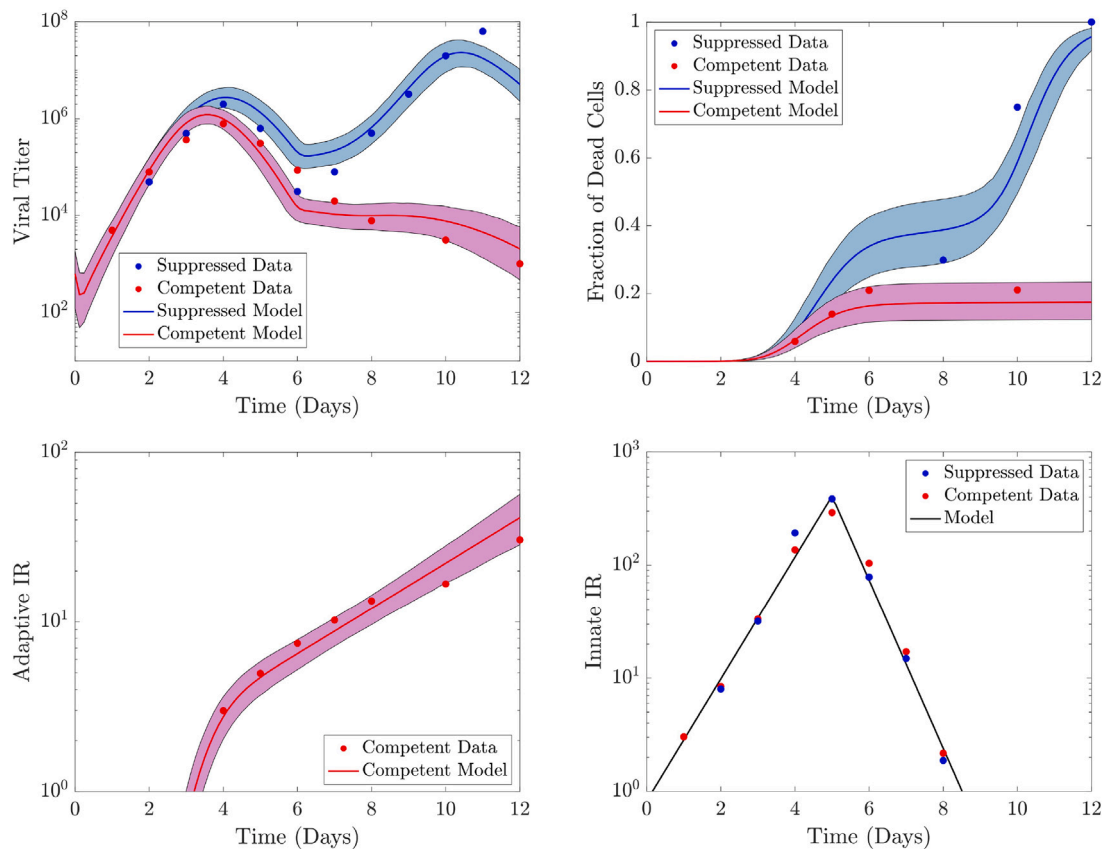 10^8
10^6
10^4
10^2
Viral Titer
Suppressed Data
Competent Data
Suppressed Model
Competent Model
0 2 4 6 8 10 12
Time (Days)
1
0.8
0.6
0.4
0.2
0
Fraction of Dead Cells
Suppressed Data
Competent Data
Suppressed Model
Competent Model
0 2 4 6 8 10 12
Time (Days)
10^2
10^1
10^0
Adaptive IR
Competent Data
Competent Model
0 2 4 6 8 10 12
Time (Days)
10^3
10^2
10^1
10^0
Innate IR
Suppressed Data
Competent Data
Model
0 2 4 6 8 10 12
Time (Days)